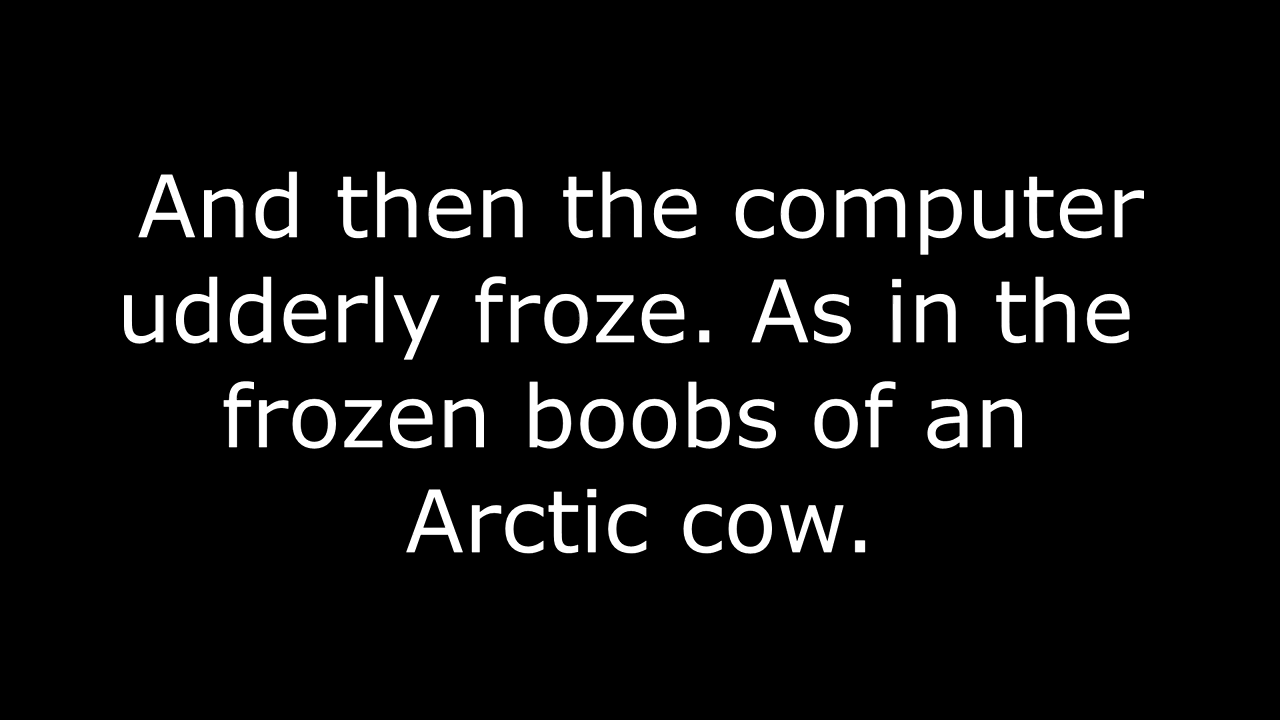 And then the computer
udderly froze. As in the
frozen boobs of an
Arctic cow.